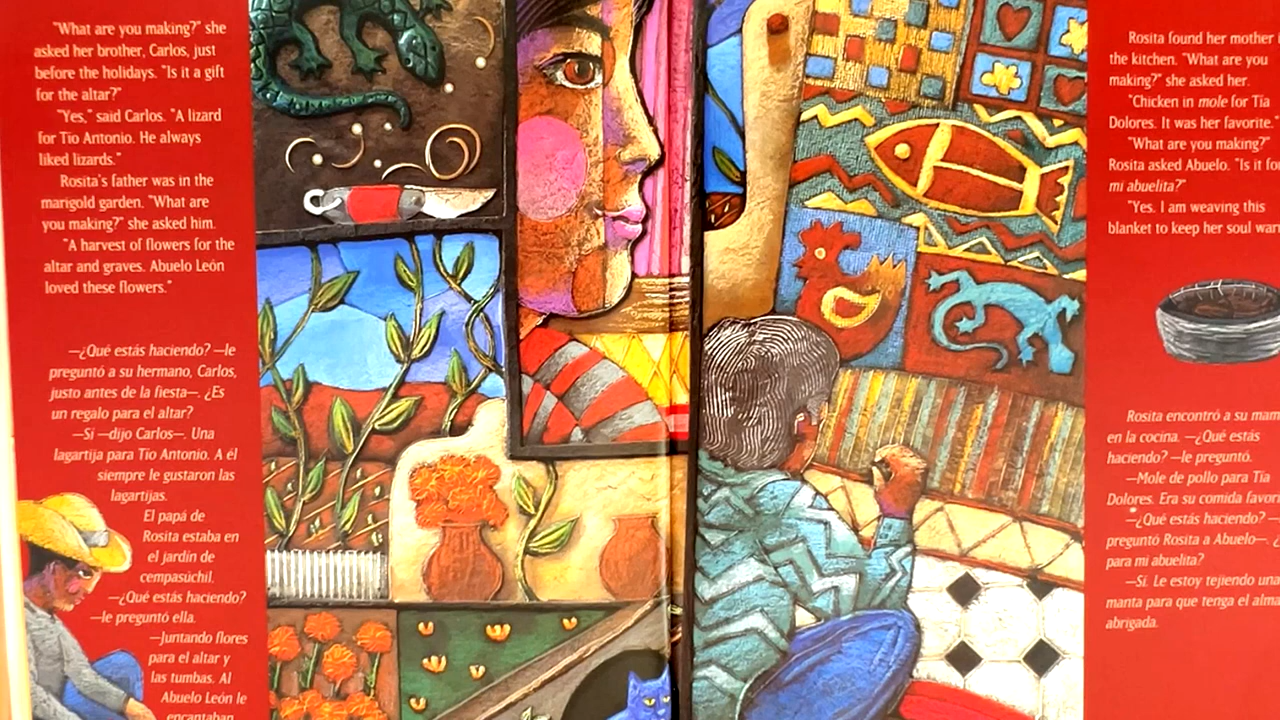 "What are you making?" she
asked her brother, Carlos, just
before the holidays. "Is it a gift
for the altar?"
"Yes," said Carlos. "A lizard
for Tío Antonio. He always
liked lizards."
Rosita's father was in the
marigold garden. "What are
you making?" she asked him.
"A harvest of flowers for the
altar and graves. Abuelo León
loved these flowers."
—¿Qué estás haciendo? —le
preguntó a su hermano, Carlos,
justo antes de la fiesta—. ¿Es
un regalo para el altar?
—Sí —dijo Carlos—. Una
lagartija para Tío Antonio. A él
siempre le gustaron las
lagartijas.
El papá de
Rosita estaba en
el jardín de
cempasúchil.
—¿Qué estás haciendo?
—le preguntó ella.
—Juntando flores
para el altar y
las tumbas. Al
Abuelo León le
encantaban
Rosita found her mother
the kitchen. "What are you
making?" she asked her.
"Chicken in mole for Tía
Dolores. It was her favorite."
"What are you making?"
Rosita asked Abuelo. "Is it for
mi abuelita?"
"Yes. I am weaving this
blanket to keep her soul
Rosita encontró a su
en la cocina. —¿Qué estás
haciendo? —le preguntó.
—Mole de pollo para Tía
Dolores. Era su comida
—¿Qué estás haciendo? —
preguntó Rosita a Abuelo—. ¿
para mi abuelita?
—Sí. Le estoy tejiendo una
manta para que tenga el alma
abrigada.